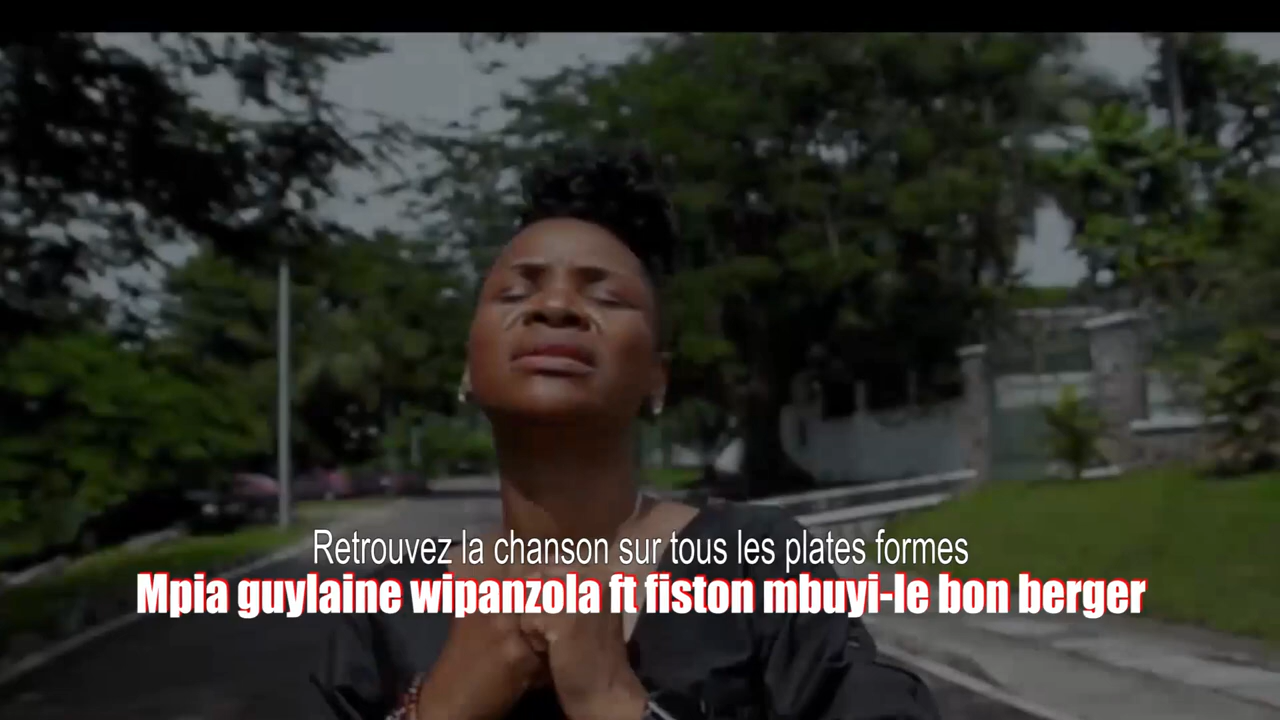 Retrouvez la chanson sur tous les plates formes
Mpia guylaine wipanzola ft fiston mbuyi-le bon berger